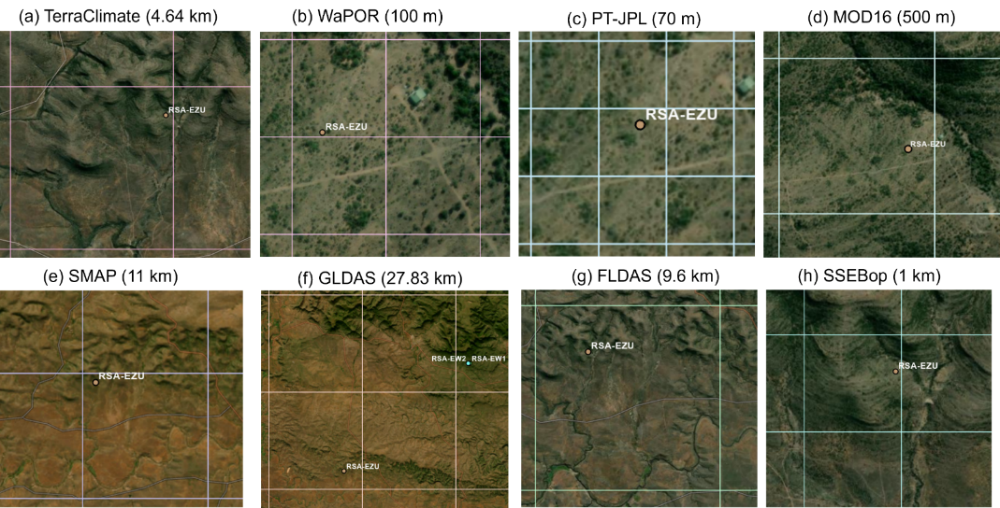 (a) TerraClimate (4.64 km)
(b) WaPOR (100 m)
(c) PT-JPL (70 m)
(d) MOD16 (500 m)
RSA-EZU
RSA-EZU
RSA-EZU
RSA-EZU
(e) SMAP (11 km)
(f) GLDAS (27.83 km)
(g) FLDAS (9.6 km)
(h) SSEBop (1 km)
RSA-EZU
RSA-EW2 RSA-EW1
RSA-EZU
RSA-EZU
RSA-EZU